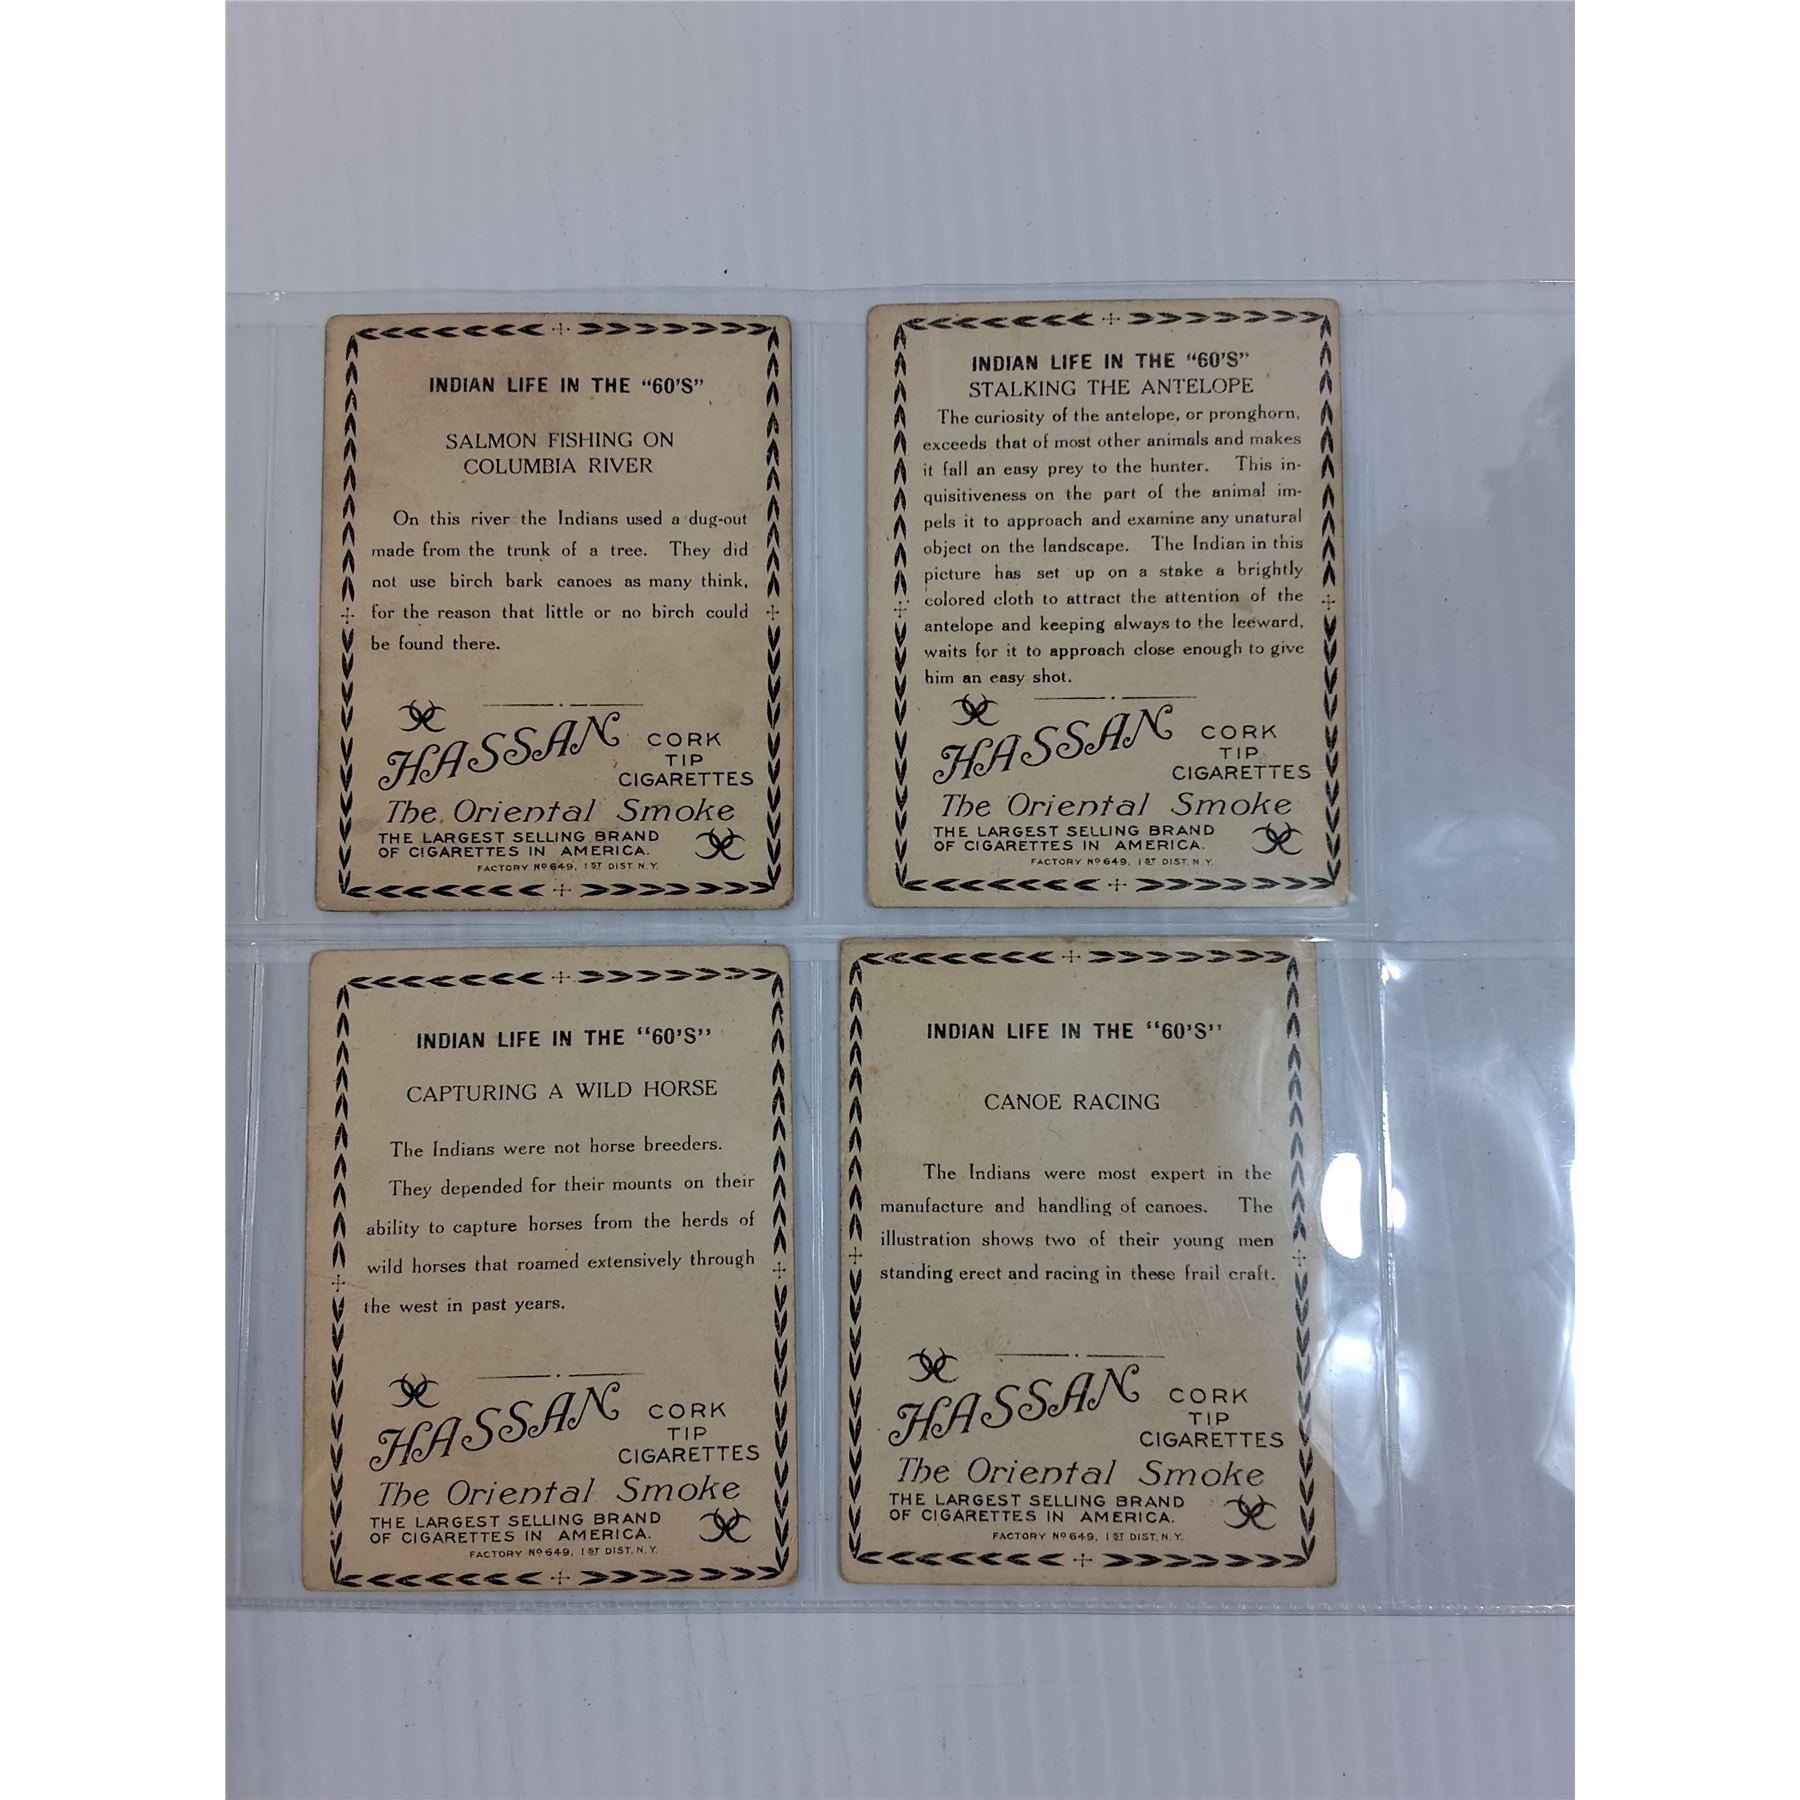 INDIAN LIFE IN THE "60'S"
SALMON FISHING ON
COLUMBIA RIVER
On this river the Indians used a dug-out
made from the trunk of a tree. They did
not use birch bark canoes as many think,
for the reason that little or no birch could
be found there.
HASSAN CORK
TIP
CIGARETTES
The Oriental Smoke
THE LARGEST SELLING BRAND
OF CIGARETTES IN AMERICA.
FACTORY No 649, 1ST DIST. N.Y.
INDIAN LIFE IN THE "60'S"
STALKING THE ANTELOPE
The curiosity of the antelope, or pronghorn,
exceeds that of most other animals and makes
it fall an easy prey to the hunter. This in-
quisitiveness on the part of the animal im-
pels it to approach and examine any unatural
object on the landscape. The Indian in this
picture has set up on a stake a brightly
colored cloth to attract the attention of the
antelope and keeping always to the leeward,
waits for it to approach close enough to give
him an easy shot.
HASSAN CORK
TIP
CIGARETTES
The Oriental Smoke
THE LARGEST SELLING BRAND
OF CIGARETTES IN AMERICA.
FACTORY No 649, 1ST DIST. N.Y.
INDIAN LIFE IN THE "60'S"
CAPTURING A WILD HORSE
The Indians were not horse breeders.
They depended for their mounts on their
ability to capture horses from the herds of
wild horses that roamed extensively through
the west in past years.
HASSAN CORK
TIP
CIGARETTES
The Oriental Smoke
THE LARGEST SELLING BRAND
OF CIGARETTES IN AMERICA.
FACTORY No 649, 1ST DIST. N.Y.
INDIAN LIFE IN THE "60'S"
CANOE RACING
The Indians were most expert in the
manufacture and handling of canoes. The
illustration shows two of their young men
standing erect and racing in these frail craft.
HASSAN CORK
TIP
CIGARETTES
The Oriental Smoke
THE LARGEST SELLING BRAND
OF CIGARETTES IN AMERICA.
FACTORY No 649, 1ST DIST. N.Y.